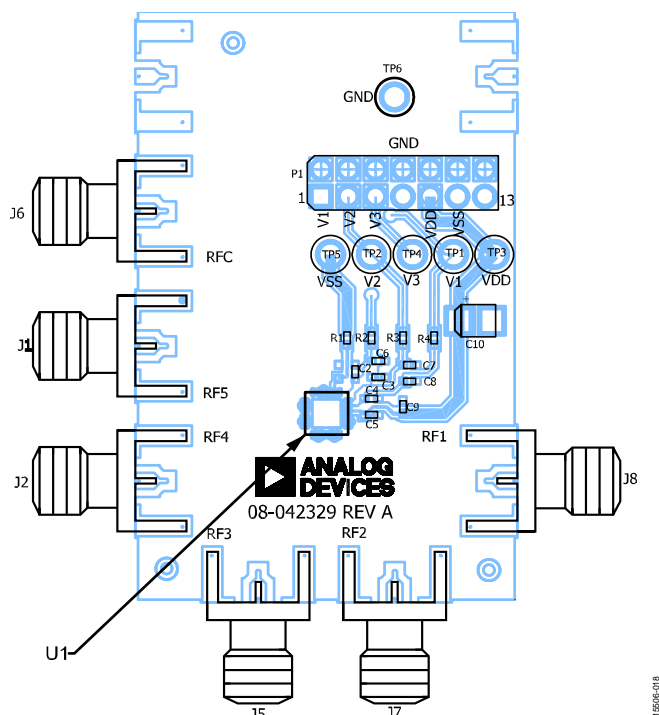 TP6
GND
GND
P1
1
13
V1
V2
V3
VDD
VSS
J6
RFC
TP5
TP2
TP4
TP1
TP3
VSS
V2
V3
V1
VDD
+
J1
R1
R2
R3
R4
C10
C6
C7
C2
C3
C8
RF5
C4
C9
C5
RF4
RF1
J2
J8
ANALOG
DEVICES
08-042329 REV A
RF3
RF2
U1
J5
J7
15506-018